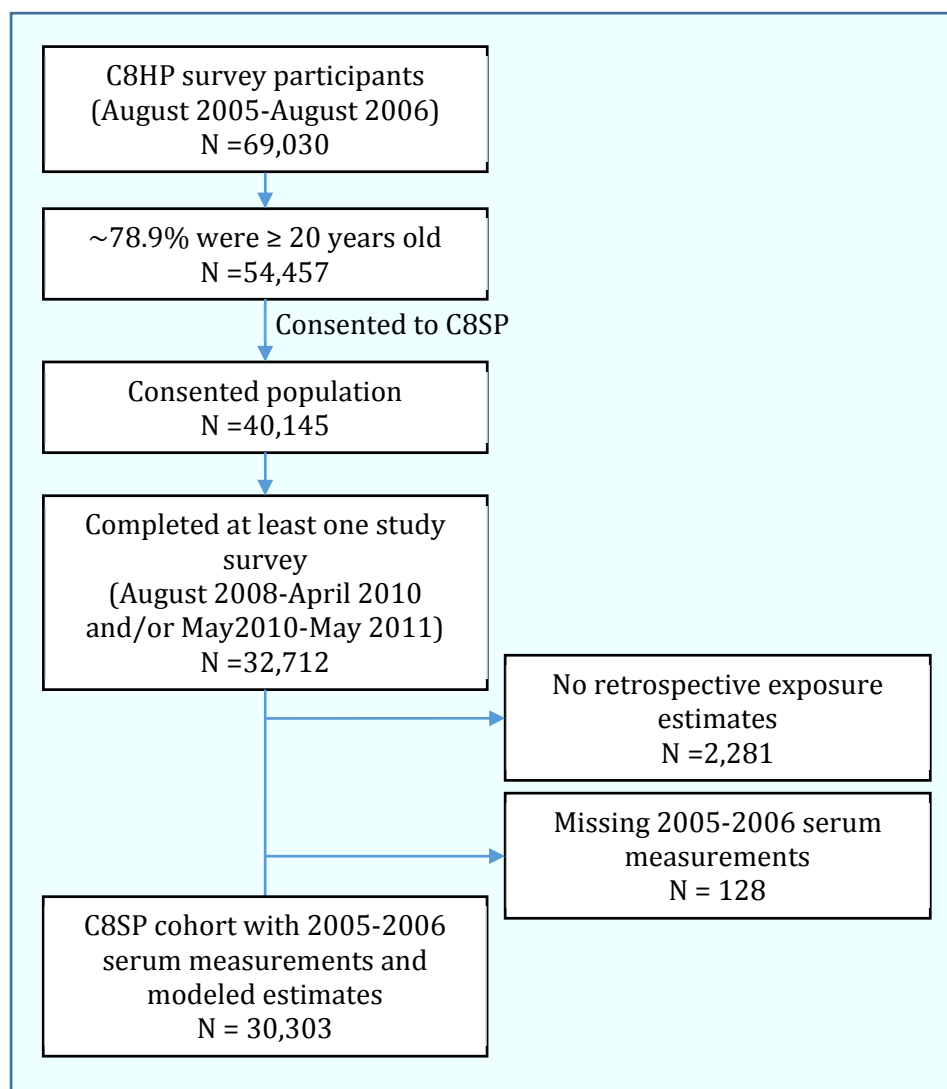 C8HP survey participants
(August 2005-August 2006)
N =69,030
~78.9% were ≥ 20 years old
N =54,457
Consented to C8SP
Consented population
N =40,145
Completed at least one study
survey
(August 2008-April 2010
and/or May2010-May 2011)
N =32,712
No retrospective exposure
estimates
N =2,281
Missing 2005-2006 serum
measurements
N = 128
C8SP cohort with 2005-2006
serum measurements and
modeled estimates
N = 30,303